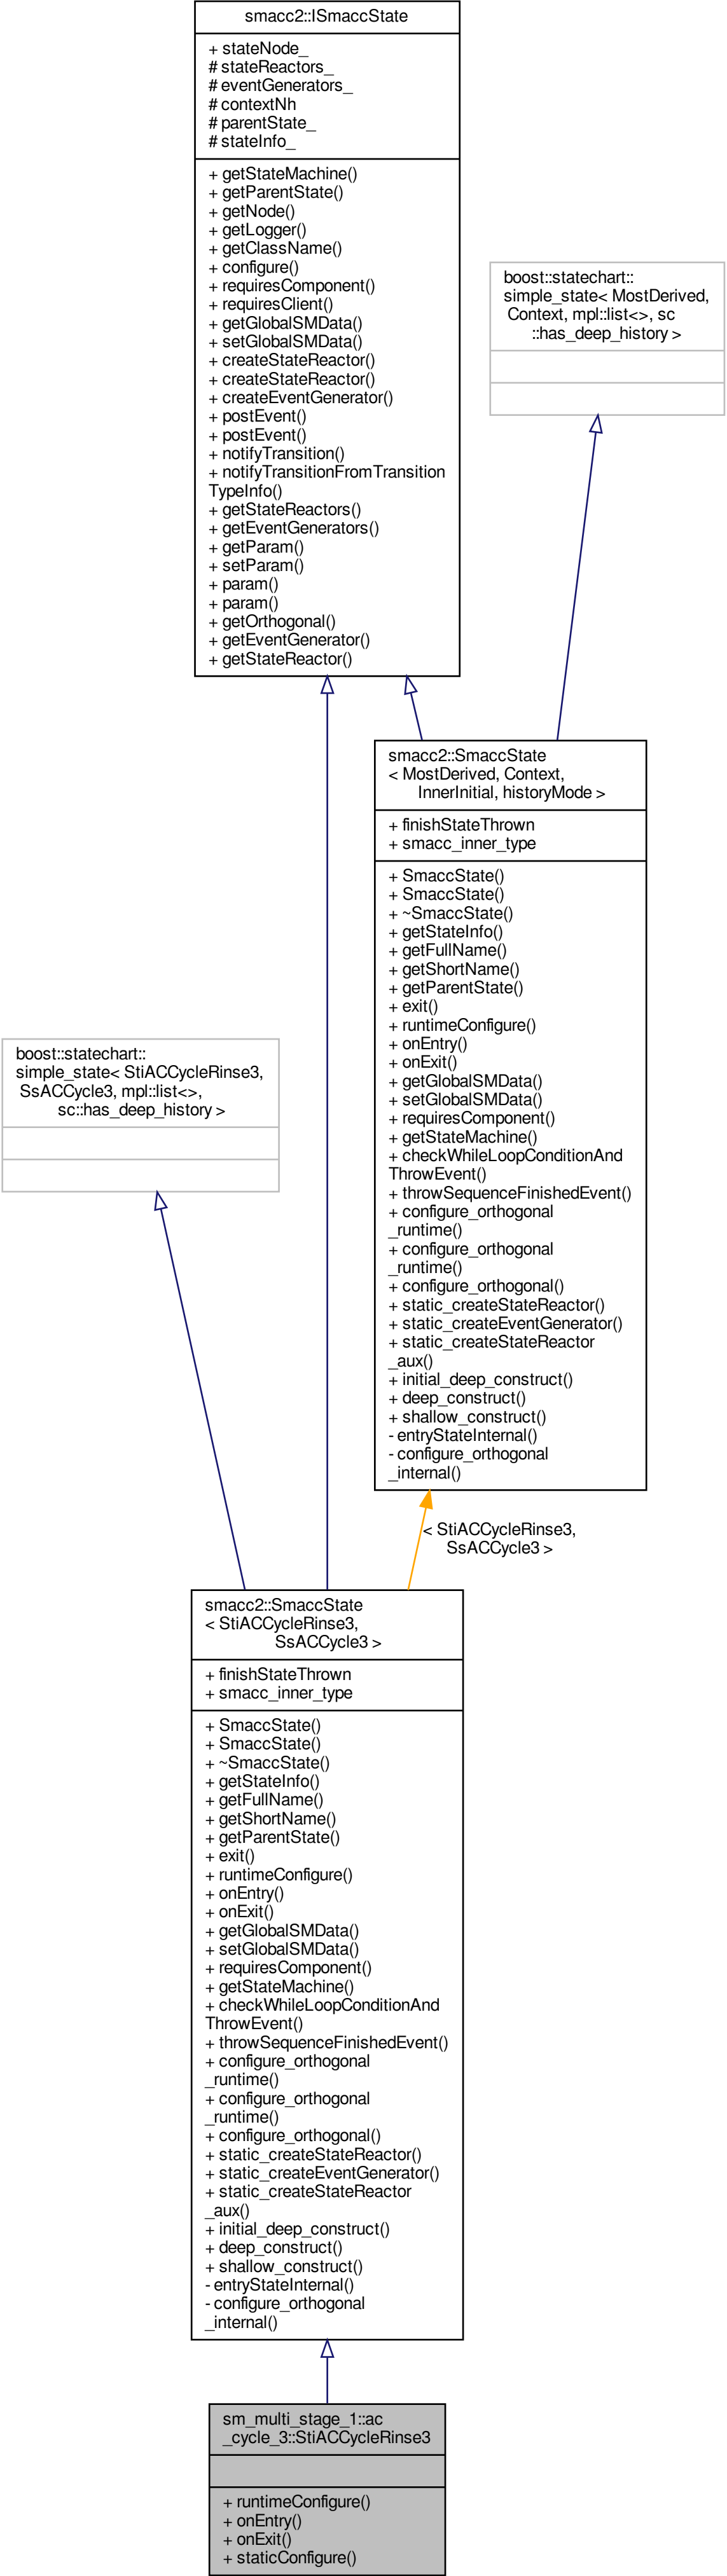 smacc2::ISmaccState
+ stateNode_
# stateReactors_
# eventGenerators_
# contextNh
# parentState_
# stateInfo_
+ getStateMachine()
+ getParentState()
+ getNode()
+ getLogger()
+ getClassName()
+ configure()
+ requiresComponent()
+ requiresClient()
+ getGlobalSMData()
+ setGlobalSMData()
+ createStateReactor()
+ createStateReactor()
+ createEventGenerator()
+ postEvent()
+ postEvent()
+ notifyTransition()
+ notifyTransitionFromTransition
TypeInfo()
+ getStateReactors()
+ getEventGenerators()
+ getParam()
+ setParam()
+ param()
+ param()
+ getOrthogonal()
+ getEventGenerator()
+ getStateReactor()
boost::statechart::
simple_state< MostDerived,
Context, mpl::list<>, sc
::has_deep_history >
smacc2::SmaccState
< MostDerived, Context,
InnerInitial, historyMode >
+ finishStateThrown
+ smacc_inner_type
+ SmaccState()
+ SmaccState()
+ ~SmaccState()
+ getStateInfo()
+ getFullName()
+ getShortName()
+ getParentState()
+ exit()
+ runtimeConfigure()
+ onEntry()
+ onExit()
+ getGlobalSMData()
+ setGlobalSMData()
+ requiresComponent()
+ getStateMachine()
+ checkWhileLoopConditionAnd
ThrowEvent()
+ throwSequenceFinishedEvent()
+ configure_orthogonal
_runtime()
+ configure_orthogonal
_runtime()
+ configure_orthogonal()
+ static_createStateReactor()
+ static_createEventGenerator()
+ static_createStateReactor
_aux()
+ initial_deep_construct()
+ deep_construct()
+ shallow_construct()
- entryStateInternal()
- configure_orthogonal
_internal()
boost::statechart::
simple_state< StiACCycleRinse3,
SsACCycle3, mpl::list<>,
sc::has_deep_history >
< StiACCycleRinse3,
SsACCycle3 >
smacc2::SmaccState
< StiACCycleRinse3,
SsACCycle3 >
+ finishStateThrown
+ smacc_inner_type
+ SmaccState()
+ SmaccState()
+ ~SmaccState()
+ getStateInfo()
+ getFullName()
+ getShortName()
+ getParentState()
+ exit()
+ runtimeConfigure()
+ onEntry()
+ onExit()
+ getGlobalSMData()
+ setGlobalSMData()
+ requiresComponent()
+ getStateMachine()
+ checkWhileLoopConditionAnd
ThrowEvent()
+ throwSequenceFinishedEvent()
+ configure_orthogonal
_runtime()
+ configure_orthogonal
_runtime()
+ configure_orthogonal()
+ static_createStateReactor()
+ static_createEventGenerator()
+ static_createStateReactor
_aux()
+ initial_deep_construct()
+ deep_construct()
+ shallow_construct()
- entryStateInternal()
- configure_orthogonal
_internal()
sm_multi_stage_1::ac
_cycle_3::StiACCycleRinse3
+ runtimeConfigure()
+ onEntry()
+ onExit()
+ staticConfigure()